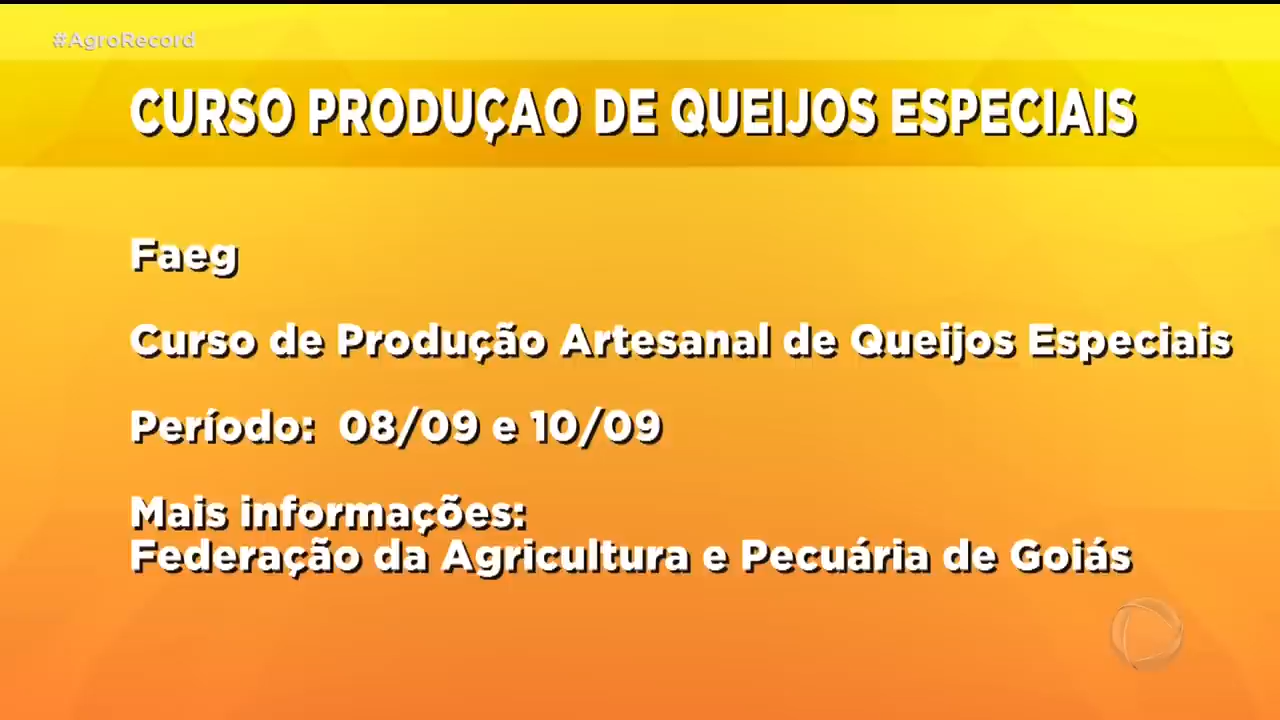 #AgroRecord
CURSO PRODUÇAO DE QUEIJOS ESPECIAIS
Faeg
Curso de Produção Artesanal de Queijos Especiais
Período: 08/09 e 10/09
Mais informações:
Federação da Agricultura e Pecuária de Goiás